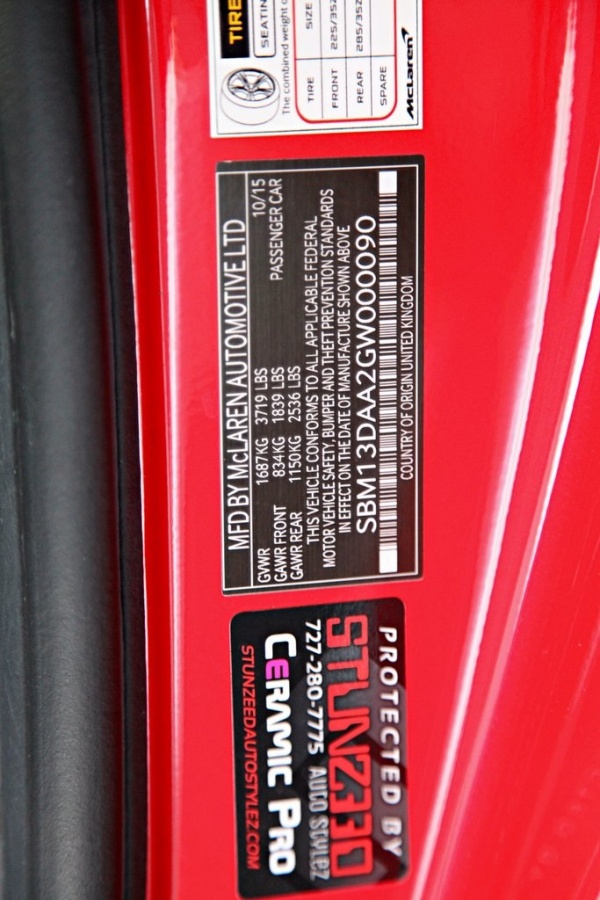 TIRE
SEATIN
The combined weight o
TIRE SIZE
FRONT 225/35Z
REAR 285/35Z
SPARE
McLaren
MFD BY McLAREN AUTOMOTIVE LTD
10/15
GVWR 1687KG 3719 LBS PASSENGER CAR
GAWR FRONT 834KG 1839 LBS
GAWR REAR 1150KG 2536 LBS
THIS VEHICLE CONFORMS TO ALL APPLICABLE FEDERAL
MOTOR VEHICLE SAFETY, BUMPER AND THEFT PREVENTION STANDARDS
IN EFFECT ON THE DATE OF MANUFACTURE SHOWN ABOVE
SBM13DAA2GW000090
COUNTRY OF ORIGIN UNITED KINGDOM
PROTECTED BY
STUNZEED
727-280-7775 AUTO STYLEZ
CERAMIC PRO
STUNZEEDAUTOSTYLEZ.COM